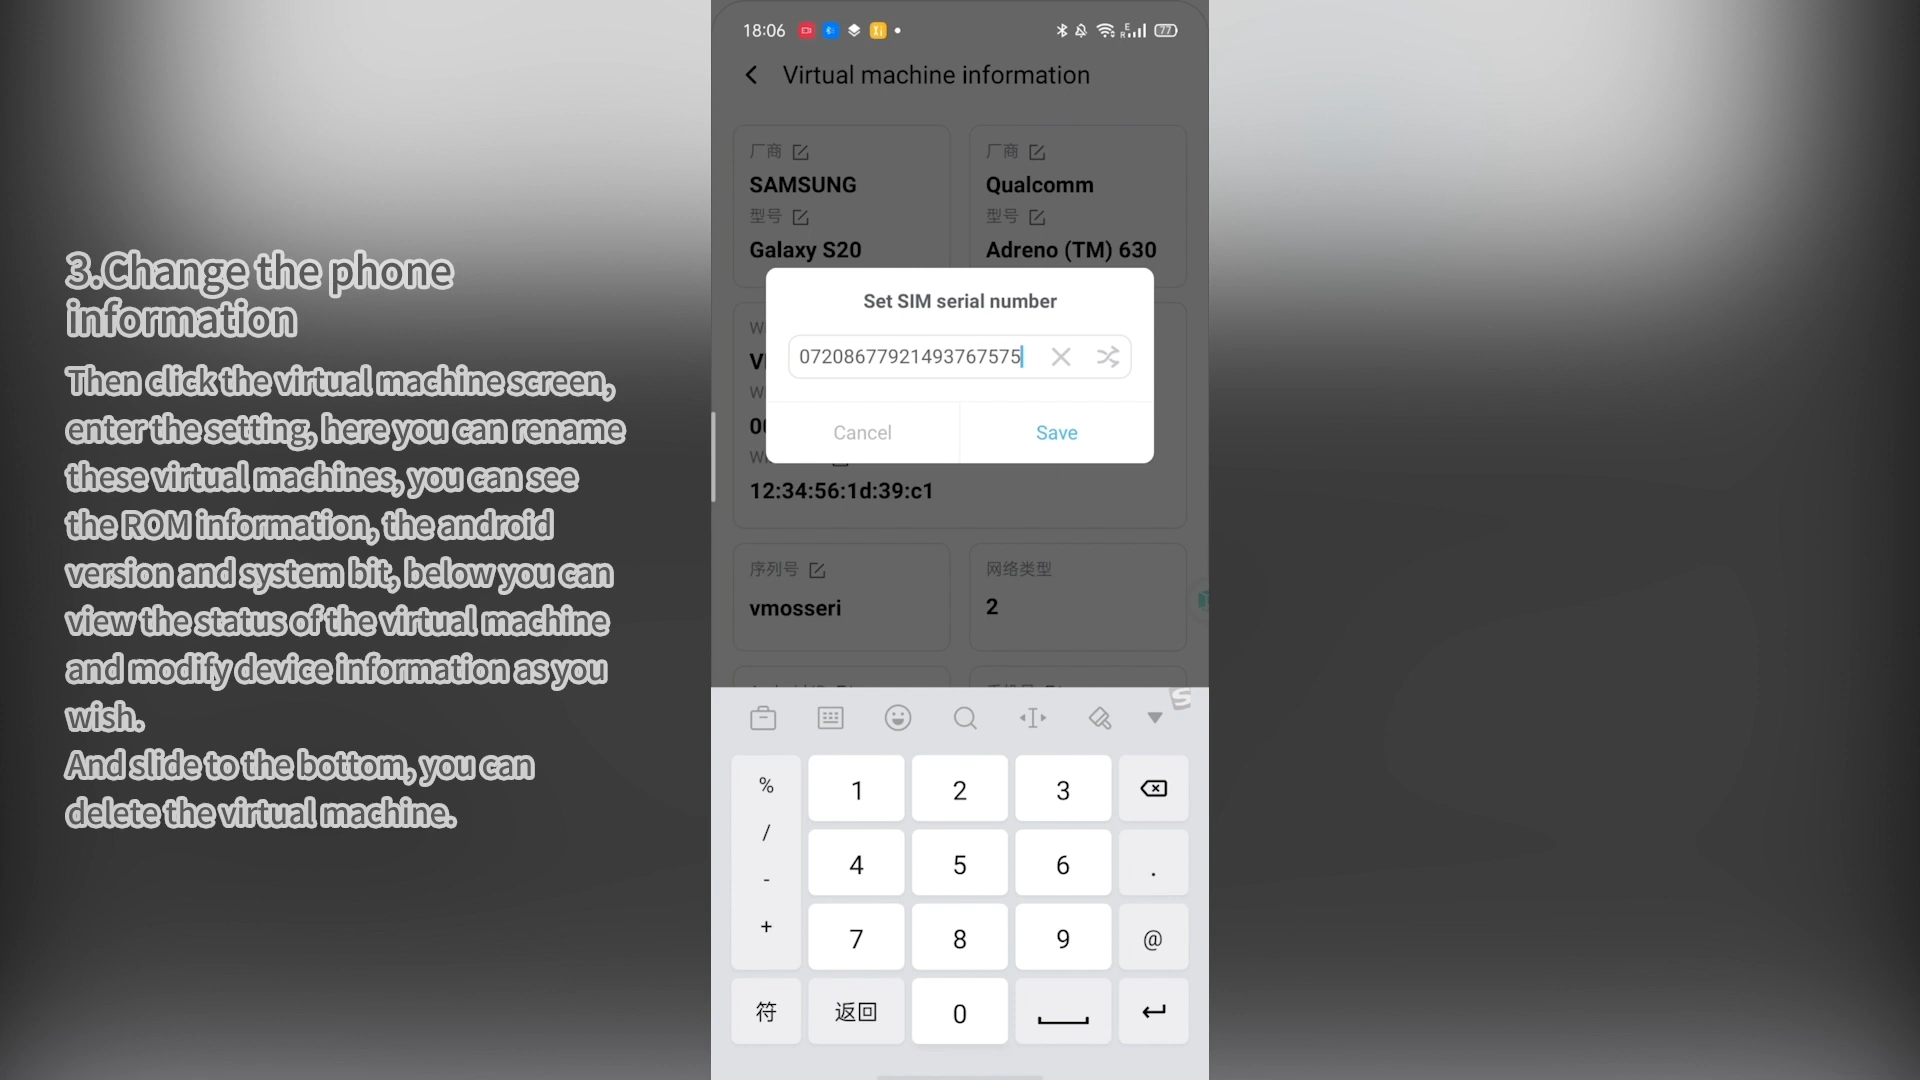 3.Change the phone
information
Then click the virtual machine screen,
enter the setting, here you can rename
these virtual machines, you can see
the ROM information, the android
version and system bit, below you can
view the status of the virtual machine
and modify device information as you
wish.
And slide to the bottom, you can
delete the virtual machine.
18:06
77
Virtual machine information
厂商
SAMSUNG
型号
Galaxy S20
厂商
Qualcomm
型号
Adreno (TM) 630
Set SIM serial number
07208677921493767575
Cancel
Save
12:34:56:1d:39:c1
序列号
vmosseri
网络类型
2
% 1 2 3
/
4 5 6 .
-
+ 7 8 9 @
符 返回 0